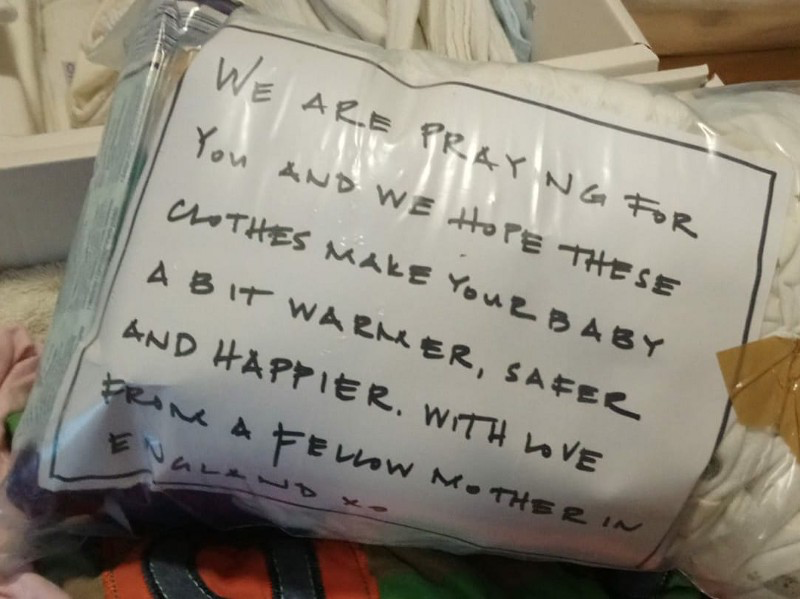 WE ARE PRAYING FOR
YOU AND WE HOPE THESE
CLOTHES MAKE YOUR BABY
A BIT WARMER, SAFER
AND HAPPIER. WITH LOVE
FROM A FELLOW MOTHER IN
ENGLAND XO